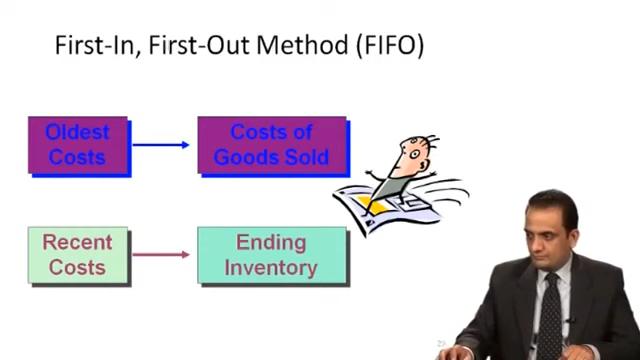 First-In, First-Out Method (FIFO)
Oldest
Costs
Costs of
Goods Sold
Recent
Costs
Ending
Inventory